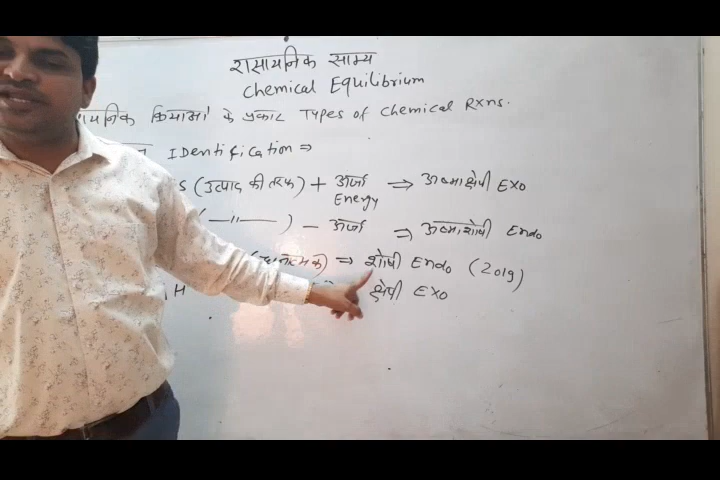 रासायनिक साम्य
Chemical Equilibrium
क्रियाओं के प्रकार Types of Chemical Rxns.
IDentification ⇒
S (उत्पाद की तरफ) + ऊर्जा ⇒ ऊष्माक्षेपी Exo
Energy
( —"— ) − ऊर्जा ⇒ ऊष्माशोषी Endo
⇒ शोषी Endo (2019)
H क्षेपी EXO